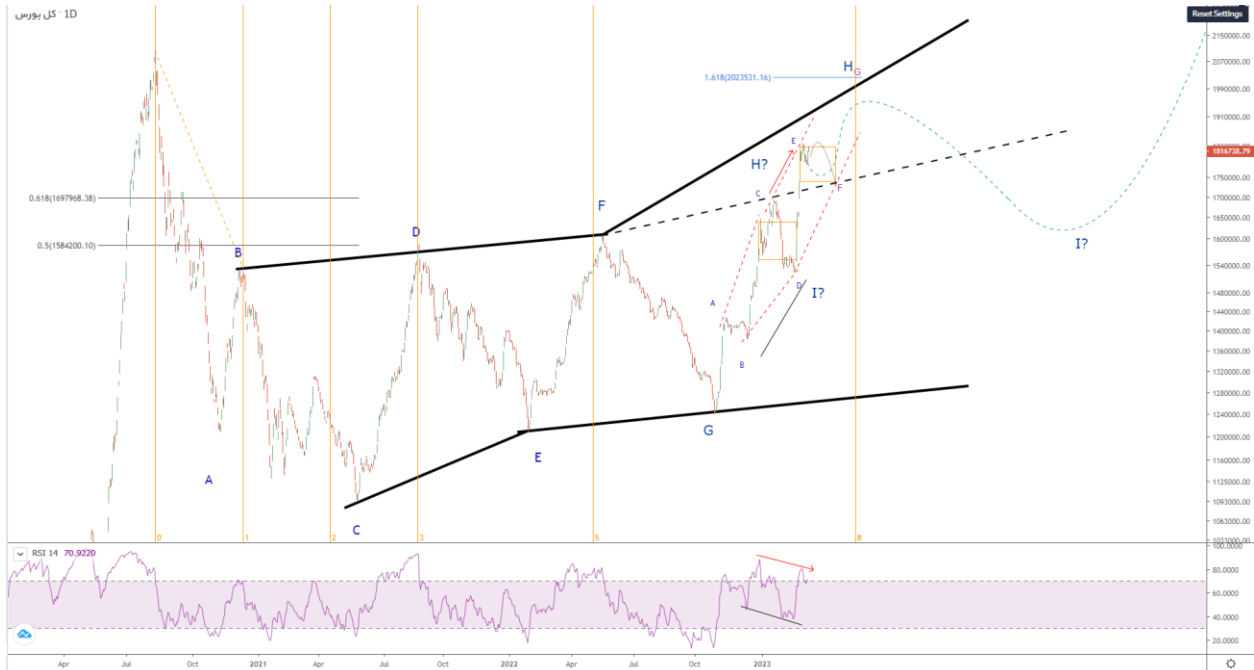 کل بورس · 1D
Reset Settings
2150000.00
2070000.00
1990000.00
1910000.00
1816738.79
1750000.00
1700000.00
1650000.00
1600000.00
1540000.00
1480000.00
1440000.00
1400000.00
1360000.00
1320000.00
1280000.00
1240000.00
1200000.00
1160000.00
1125000.00
1093000.00
1063000.00
1033000.00
1.618(2023531.16)
H
G
0.618(1697968.38)
0.5(1584200.10)
B
D
F
H?
E
C
F
I?
A
D
I?
B
A
E
G
C
0
1
2
3
5
8
RSI 14 70.9220
100.0000
80.0000
60.0000
40.0000
20.0000
Apr
Jul
Oct
2021
Apr
Jul
Oct
2022
Apr
Jul
Oct
2023